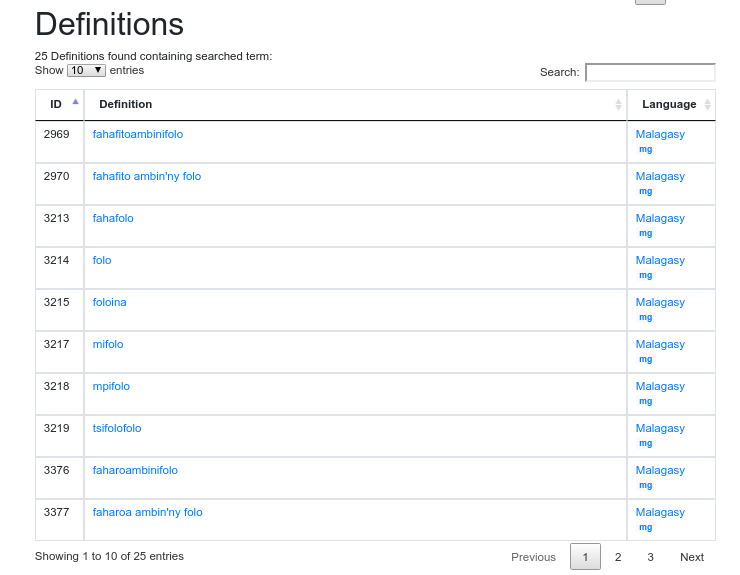 Definitions
25 Definitions found containing searched term:
Show 10 entries
Search:
ID Definition Language
2969 fahafitoambinifolo Malagasy
mg
2970 fahafito ambin'ny folo Malagasy
mg
3213 fahafolo Malagasy
mg
3214 folo Malagasy
mg
3215 foloina Malagasy
mg
3217 mifolo Malagasy
mg
3218 mpifolo Malagasy
mg
3219 tsifolofolo Malagasy
mg
3376 faharoambinifolo Malagasy
mg
3377 faharoa ambin'ny folo Malagasy
mg
Showing 1 to 10 of 25 entries
Previous 1 2 3 Next